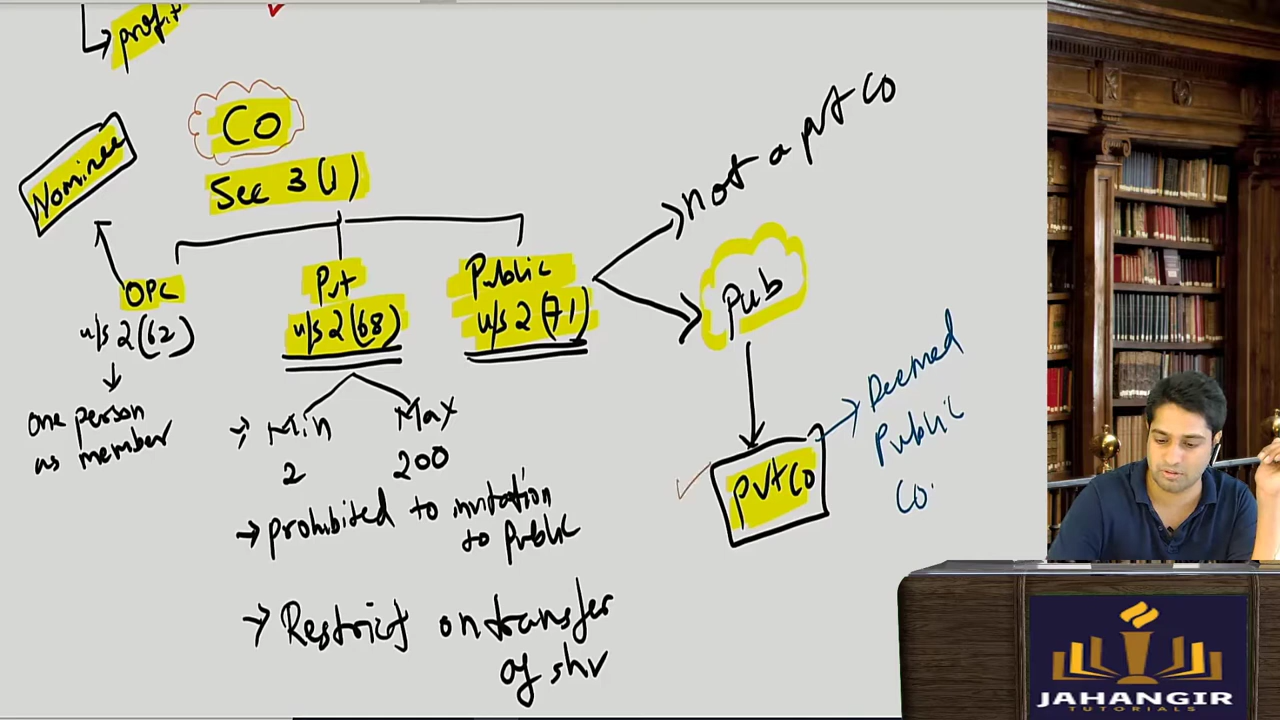 profit
Co
Sec 3(1)
Nominee
OPC
u/s 2(62)
one person
as member
Pvt
u/s 2(68)
Min
2
Max
200
prohibited to invitation
to public
Restricts on transfer
of shr
Public
u/s 2(71)
not a pvt Co
Pub
pvt Co
Deemed
Public
Co.
JAHANGIR
TUTORIALS